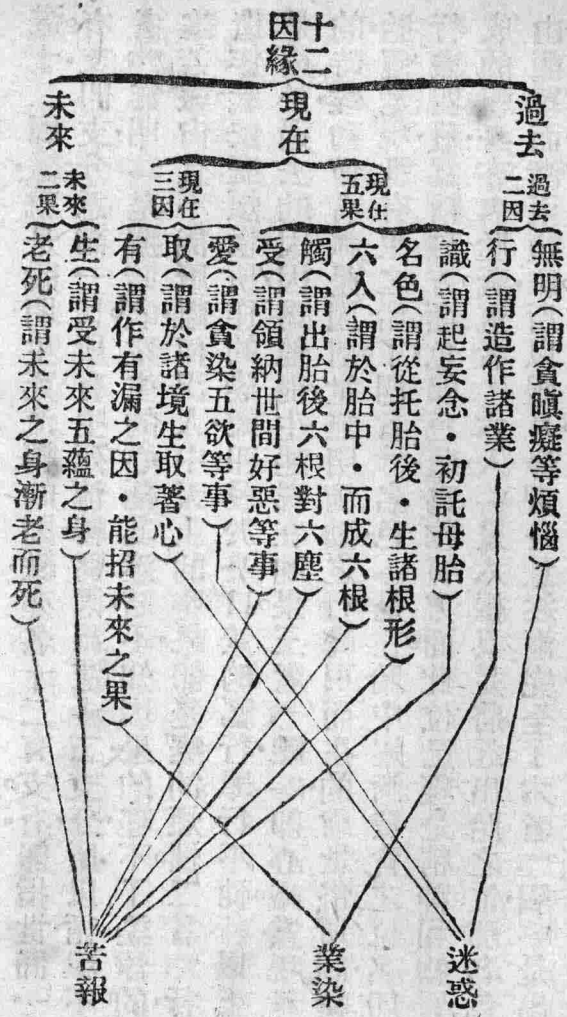 十二
因緣
過去
現在
未來
過去
二因
現在
五果
現在
三因
未來
二果
無明（謂貪瞋癡等煩惱）
行（謂造作諸業）
識（謂起妄念・初託母胎）
名色（謂從托胎後・生諸根形）
六入（謂於胎中・而成六根）
觸（謂出胎後六根對六塵）
受（謂領納世間好惡等事）
愛（謂貪染五欲等事）
取（謂於諸境生取著心）
有（謂作有漏之因・能招未來之果）
生（謂受未來五蘊之身）
老死（謂未來之身漸老而死）
迷惑
業染
苦報